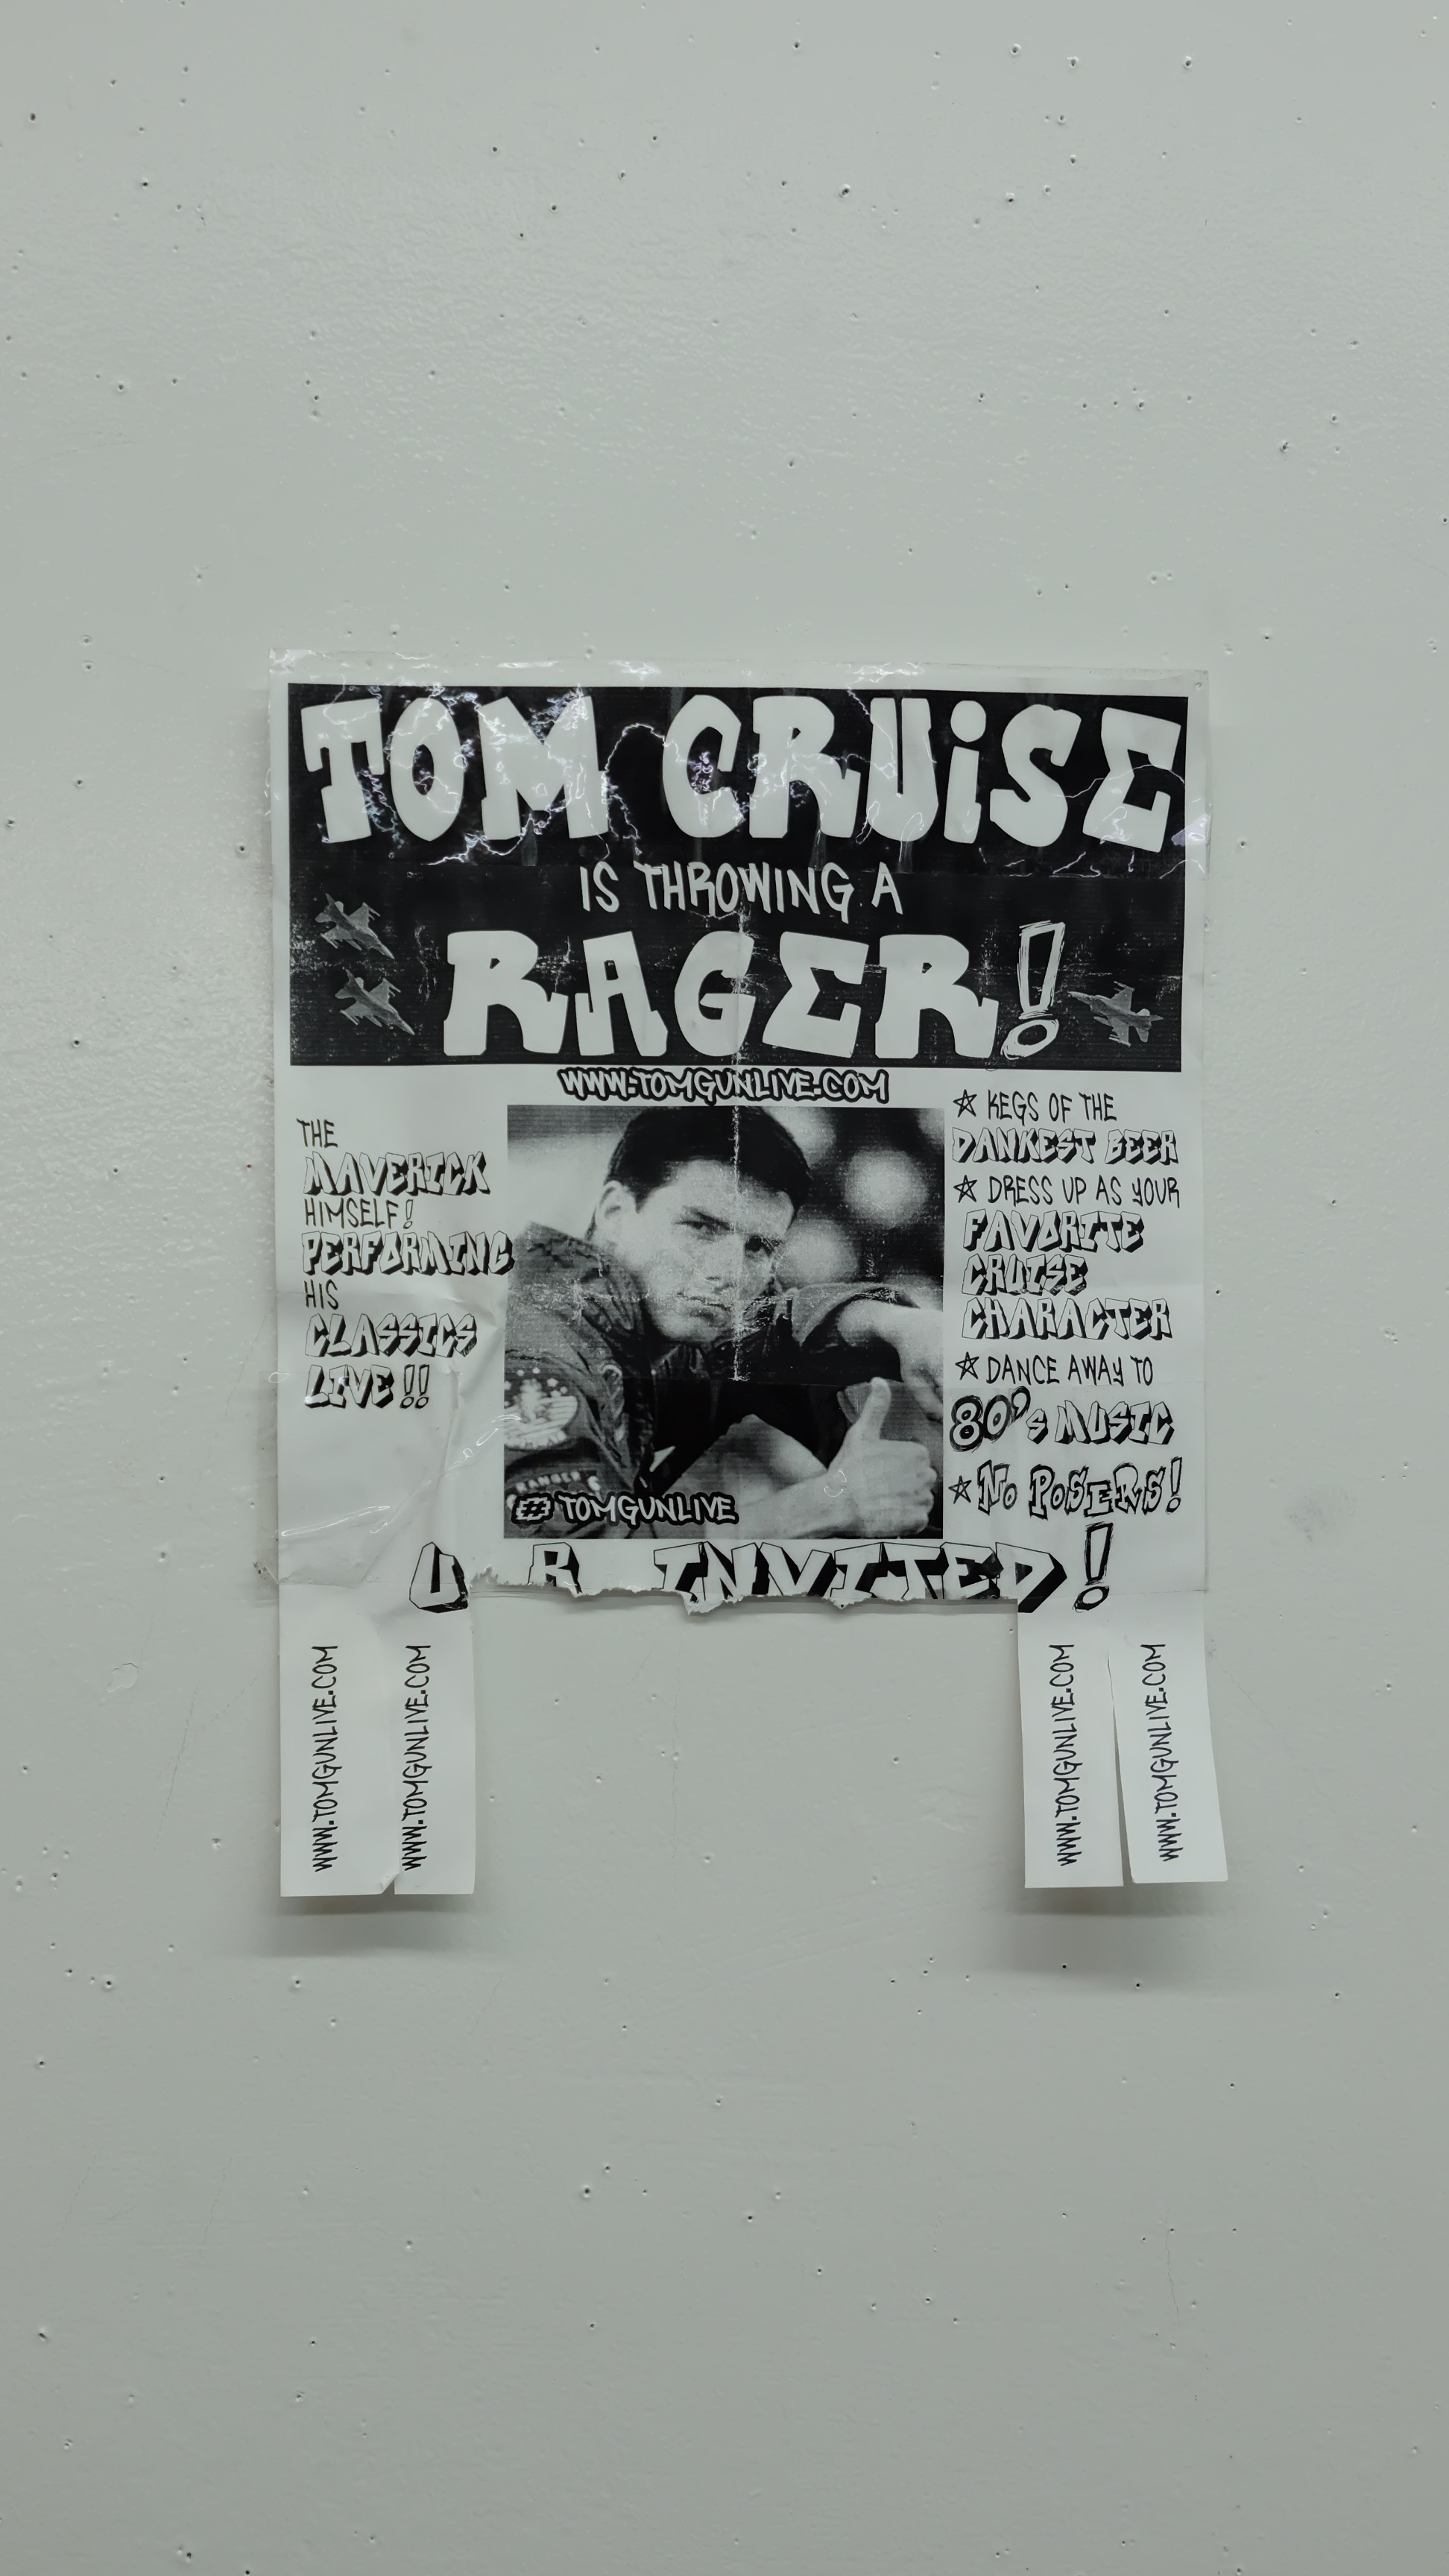 TOM CRUiSE
IS THROWING A
RAGER!
WWW.TOMGUNLIVE.COM
THE
MAVERICK
HIMSELF!
PERFORMING
HIS
CLASSICS
LIVE!!
RANGER
# TOMGUNLIVE
☆ KEGS OF THE
DANKEST BEER
☆ DRESS UP AS YOUR
FAVORITE
CRUISE
CHARACTER
☆ DANCE AWAY TO
80's MUSIC
☆ No PoSERS!
U R INVITED!
WWW.TOMGUNLIVE.COM
WWW.TOMGUNLIVE.COM
WWW.TOMGUNLIVE.COM
WWW.TOMGUNLIVE.COM